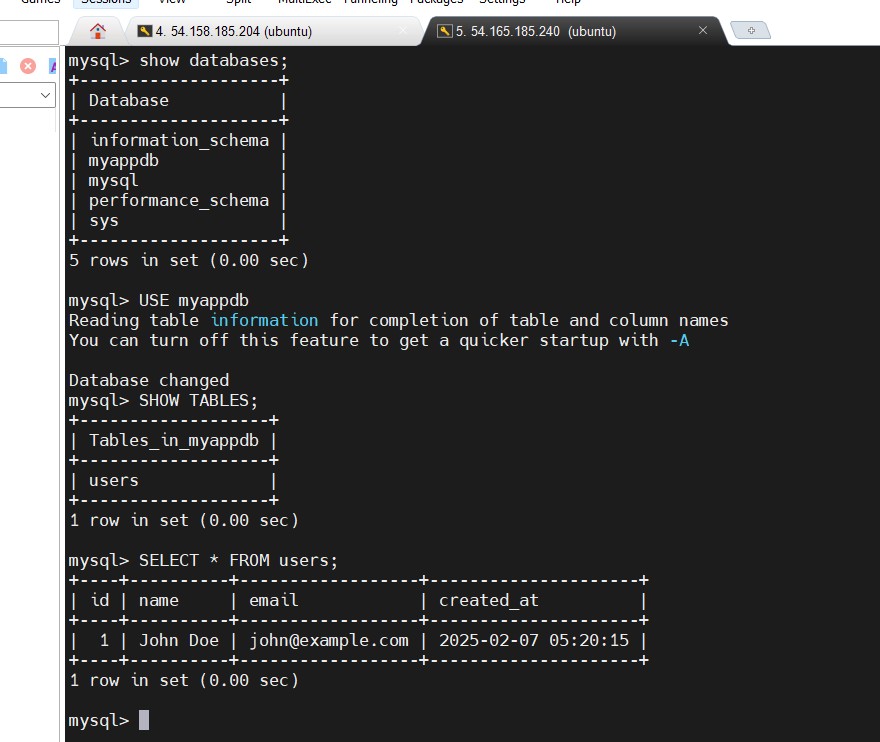 Games Sessions View Split MultiExec Tunneling Packages Settings Help
4. 54.158.185.204 (ubuntu)
5. 54.165.185.240 (ubuntu)
mysql> show databases;
+--------------------+
| Database           |
+--------------------+
| information_schema |
| myappdb            |
| mysql              |
| performance_schema |
| sys                |
+--------------------+
5 rows in set (0.00 sec)
mysql> USE myappdb
Reading table information for completion of table and column names
You can turn off this feature to get a quicker startup with -A
Database changed
mysql> SHOW TABLES;
+-------------------+
| Tables_in_myappdb |
+-------------------+
| users             |
+-------------------+
1 row in set (0.00 sec)
mysql> SELECT * FROM users;
+----+----------+------------------+---------------------+
| id | name     | email            | created_at          |
+----+----------+------------------+---------------------+
|  1 | John Doe | john@example.com | 2025-02-07 05:20:15 |
+----+----------+------------------+---------------------+
1 row in set (0.00 sec)
mysql>